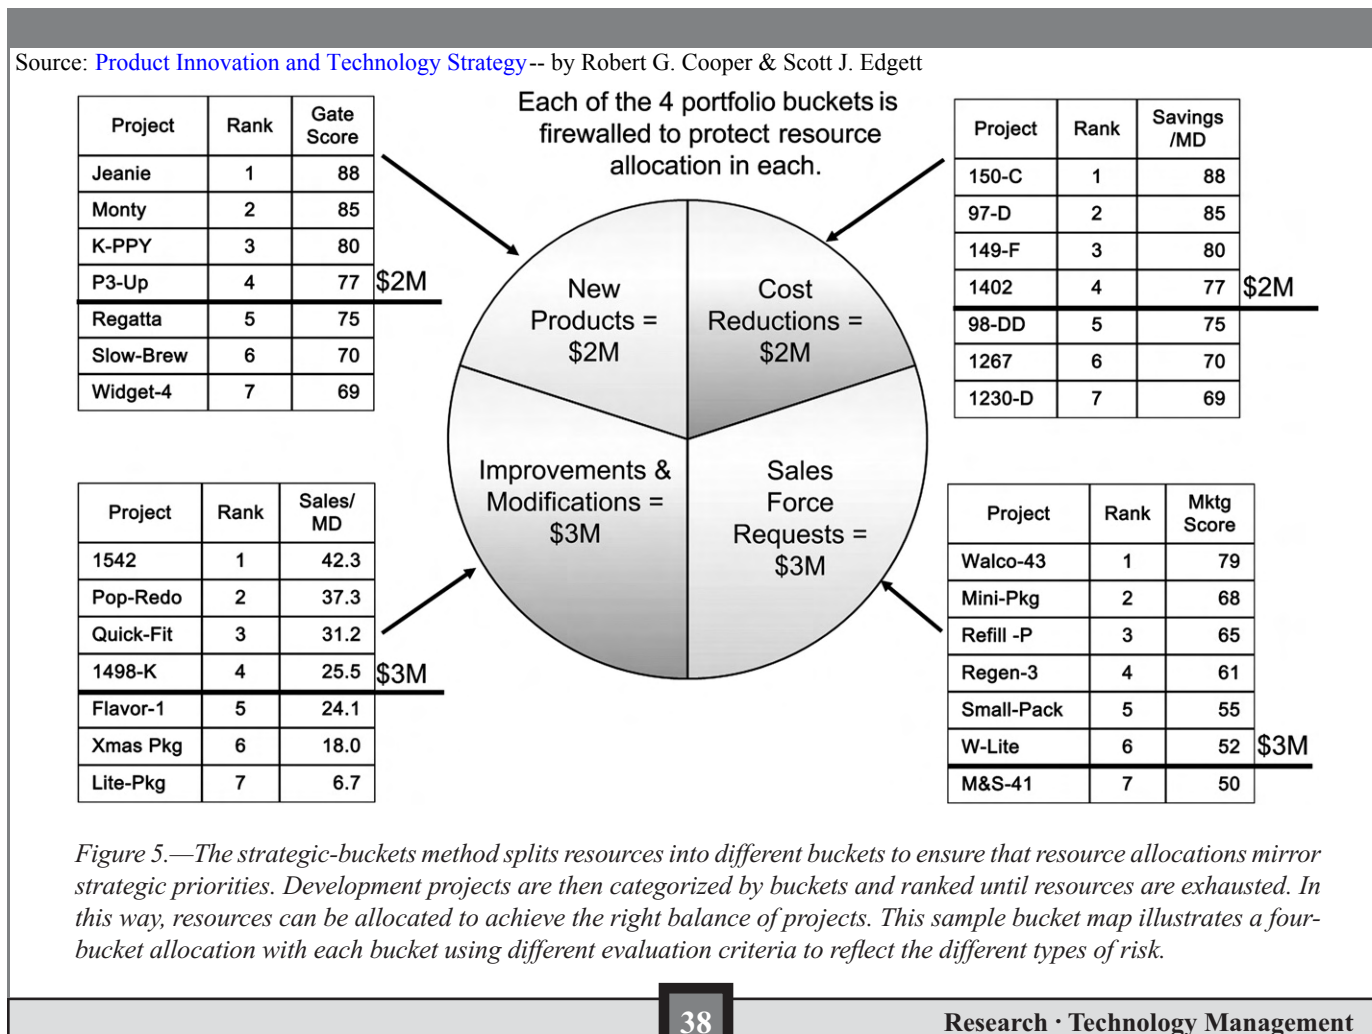 Source: Product Innovation and Technology Strategy-- by Robert G. Cooper & Scott J. Edgett
Each of the 4 portfolio buckets is
firewalled to protect resource
allocation in each.
Project Rank Gate Score
Jeanie 1 88
Monty 2 85
K-PPY 3 80
P3-Up 4 77 $2M
Regatta 5 75
Slow-Brew 6 70
Widget-4 7 69
Project Rank Savings /MD
150-C 1 88
97-D 2 85
149-F 3 80
1402 4 77 $2M
98-DD 5 75
1267 6 70
1230-D 7 69
New
Products =
$2M
Cost
Reductions =
$2M
Improvements &
Modifications =
$3M
Sales
Force
Requests =
$3M
Project Rank Sales/ MD
1542 1 42.3
Pop-Redo 2 37.3
Quick-Fit 3 31.2
1498-K 4 25.5 $3M
Flavor-1 5 24.1
Xmas Pkg 6 18.0
Lite-Pkg 7 6.7
Project Rank Mktg Score
Walco-43 1 79
Mini-Pkg 2 68
Refill -P 3 65
Regen-3 4 61
Small-Pack 5 55
W-Lite 6 52 $3M
M&S-41 7 50
Figure 5.—The strategic-buckets method splits resources into different buckets to ensure that resource allocations mirror
strategic priorities. Development projects are then categorized by buckets and ranked until resources are exhausted. In
this way, resources can be allocated to achieve the right balance of projects. This sample bucket map illustrates a four-
bucket allocation with each bucket using different evaluation criteria to reflect the different types of risk.
38
Research · Technology Management